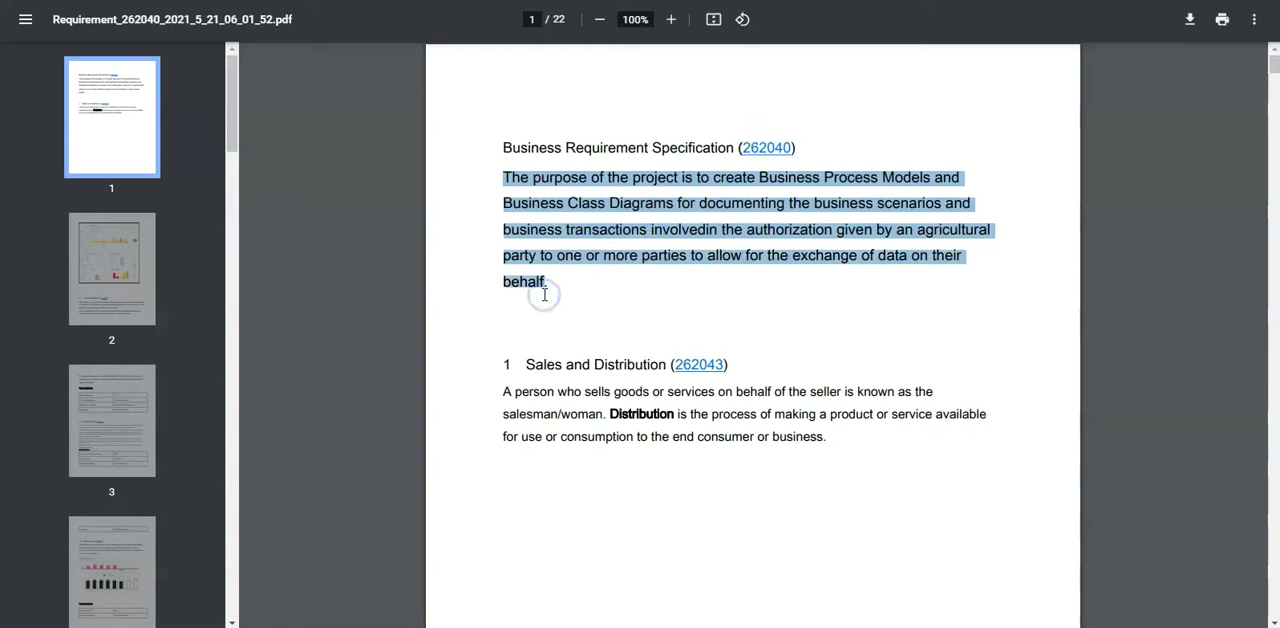 Requirement_262040_2021_5_21_06_01_52.pdf
1 / 22
100%
Business Requirement Specification (262040)
The purpose of the project is to create Business Process Models and
Business Class Diagrams for documenting the business scenarios and
business transactions involvedin the authorization given by an agricultural
party to one or more parties to allow for the exchange of data on their
behalf.
1 Sales and Distribution (262043)
A person who sells goods or services on behalf of the seller is known as the
salesman/woman. Distribution is the process of making a product or service available
for use or consumption to the end consumer or business.
1
2
3